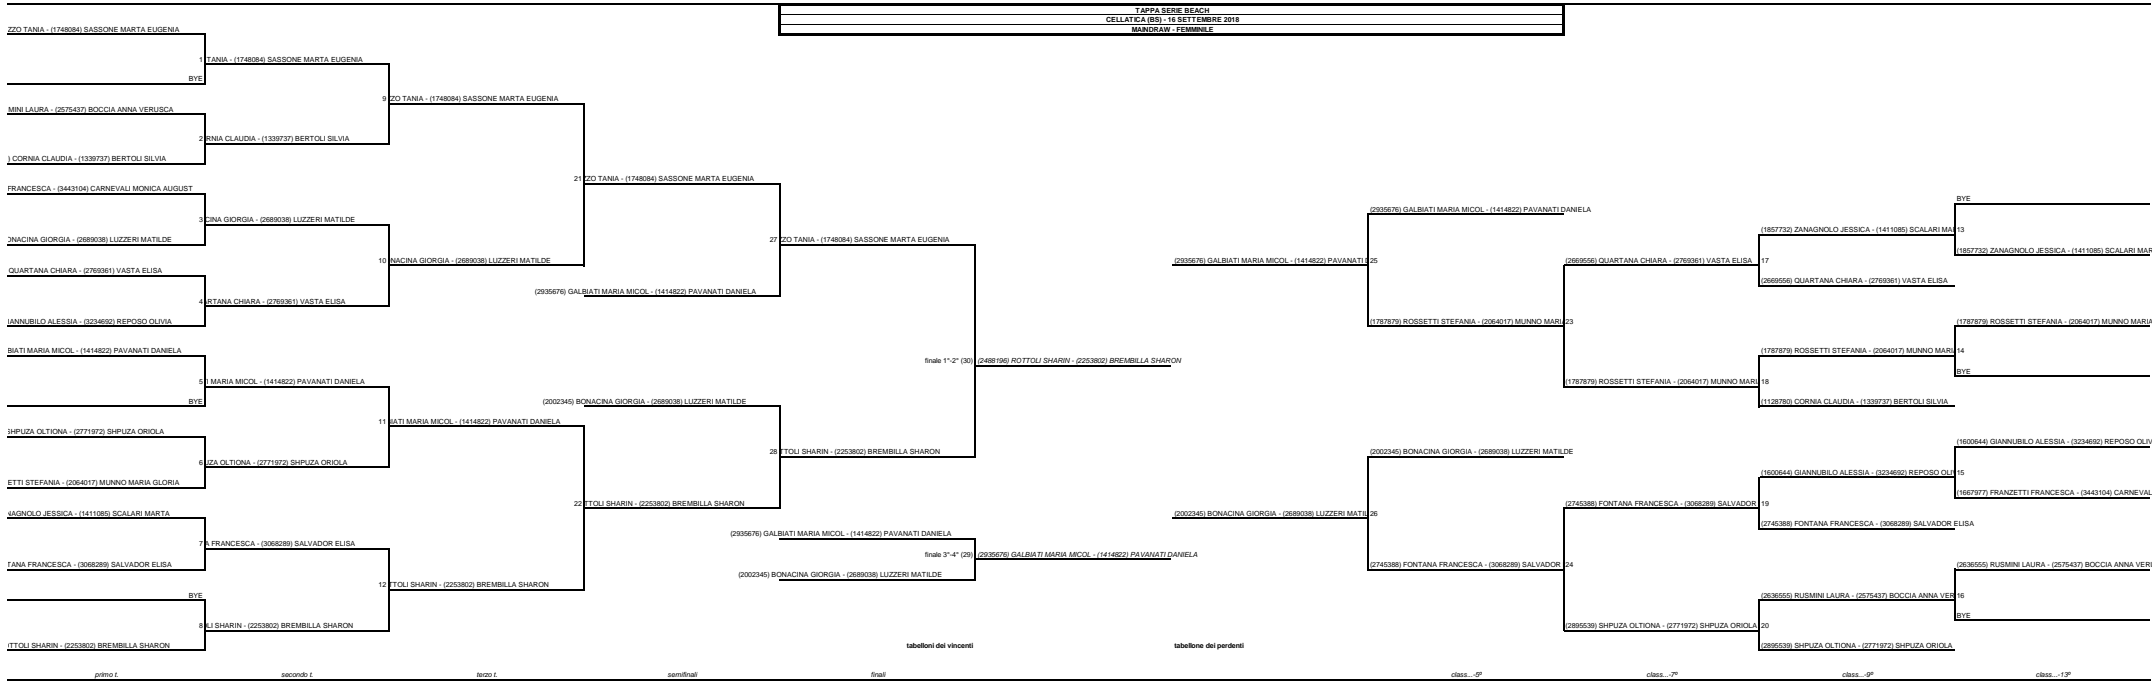 TAPPA SERIE BEACH
CELLATICA (BS) - 16 SETTEMBRE 2018
MAINDRAW - FEMMINILE
ZZO TANIA - (1748084) SASSONE MARTA EUGENIA
1 TANIA - (1748084) SASSONE MARTA EUGENIA
BYE
9 ZO TANIA - (1748084) SASSONE MARTA EUGENIA
MINI LAURA - (2575437) BOCCIA ANNA VERUSCA
2 RNIA CLAUDIA - (1339737) BERTOLI SILVIA
) CORNIA CLAUDIA - (1339737) BERTOLI SILVIA
21 ZO TANIA - (1748084) SASSONE MARTA EUGENIA
FRANCESCA - (3443104) CARNEVALI MONICA AUGUST
3 CINA GIORGIA - (2689038) LUZZERI MATILDE
ONACINA GIORGIA - (2689038) LUZZERI MATILDE
27 ZO TANIA - (1748084) SASSONE MARTA EUGENIA
10 NACINA GIORGIA - (2689038) LUZZERI MATILDE
QUARTANA CHIARA - (2769361) VASTA ELISA
(2935676) GALBIATI MARIA MICOL - (1414822) PAVANATI DANIELA
4 RTANA CHIARA - (2769361) VASTA ELISA
IANNUBILO ALESSIA - (3234692) REPOSO OLIVIA
BIATI MARIA MICOL - (1414822) PAVANATI DANIELA
finale 1°-2° (30) (2488196) ROTTOLI SHARIN - (2253802) BREMBILLA SHARON
5 I MARIA MICOL - (1414822) PAVANATI DANIELA
BYE
(2002345) BONACINA GIORGIA - (2689038) LUZZERI MATILDE
11 IATI MARIA MICOL - (1414822) PAVANATI DANIELA
SHPUZA OLTIONA - (2771972) SHPUZA ORIOLA
28 TTOLI SHARIN - (2253802) BREMBILLA SHARON
6 UZA OLTIONA - (2771972) SHPUZA ORIOLA
ETTI STEFANIA - (2064017) MUNNO MARIA GLORIA
22 TTOLI SHARIN - (2253802) BREMBILLA SHARON
NAGNOLO JESSICA - (1411085) SCALARI MARTA
(2935676) GALBIATI MARIA MICOL - (1414822) PAVANATI DANIELA
7 A FRANCESCA - (3068289) SALVADOR ELISA
finale 3°-4° (29) (2935676) GALBIATI MARIA MICOL - (1414822) PAVANATI DANIELA
TANA FRANCESCA - (3068289) SALVADOR ELISA
(2002345) BONACINA GIORGIA - (2689038) LUZZERI MATILDE
12 TTOLI SHARIN - (2253802) BREMBILLA SHARON
BYE
8 LI SHARIN - (2253802) BREMBILLA SHARON
TTOLI SHARIN - (2253802) BREMBILLA SHARON
tabelloni dei vincenti
tabellone dei perdenti
BYE
(2935676) GALBIATI MARIA MICOL - (1414822) PAVANATI DANIELA
(1857732) ZANAGNOLO JESSICA - (1411085) SCALARI MAR 13
(1857732) ZANAGNOLO JESSICA - (1411085) SCALARI MAR
(2935676) GALBIATI MARIA MICOL - (1414822) PAVANATI D 25
(2669556) QUARTANA CHIARA - (2769361) VASTA ELISA 17
(2669556) QUARTANA CHIARA - (2769361) VASTA ELISA
(1787879) ROSSETTI STEFANIA - (2064017) MUNNO MARIA 23
(1787879) ROSSETTI STEFANIA - (2064017) MUNNO MARIA
(1787879) ROSSETTI STEFANIA - (2064017) MUNNO MARI 14
BYE
(1787879) ROSSETTI STEFANIA - (2064017) MUNNO MARI 18
(1128780) CORNIA CLAUDIA - (1339737) BERTOLI SILVIA
(1600644) GIANNUBILO ALESSIA - (3234692) REPOSO OLIV
(2002345) BONACINA GIORGIA - (2689038) LUZZERI MATILDE
(1600644) GIANNUBILO ALESSIA - (3234692) REPOSO OLIV 15
(1667977) FRANZETTI FRANCESCA - (3443104) CARNEVAL
(2745388) FONTANA FRANCESCA - (3068289) SALVADOR 19
(2002345) BONACINA GIORGIA - (2689038) LUZZERI MATIL 26
(2745388) FONTANA FRANCESCA - (3068289) SALVADOR ELISA
(2745388) FONTANA FRANCESCA - (3068289) SALVADOR 24
(2636555) RUSMINI LAURA - (2575437) BOCCIA ANNA VERU
(2636555) RUSMINI LAURA - (2575437) BOCCIA ANNA VER 16
BYE
(2895539) SHPUZA OLTIONA - (2771972) SHPUZA ORIOLA 20
(2895539) SHPUZA OLTIONA - (2771972) SHPUZA ORIOLA
primo t. secondo t. terzo t. semifinali finali class...-5° class...-7° class...-9° class...-13°